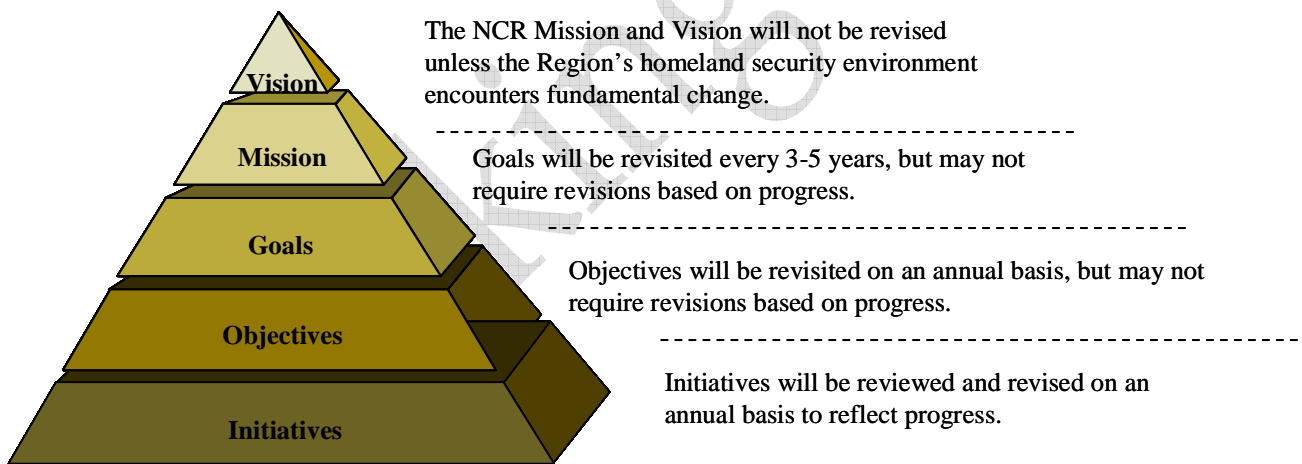 Vision
The NCR Mission and Vision will not be revised
unless the Region's homeland security environment
encounters fundamental change.
Mission
Goals will be revisited every 3-5 years, but may not
require revisions based on progress.
Goals
Objectives will be revisited on an annual basis, but may not
require revisions based on progress.
Objectives
Initiatives will be reviewed and revised on an
annual basis to reflect progress.
Initiatives
king